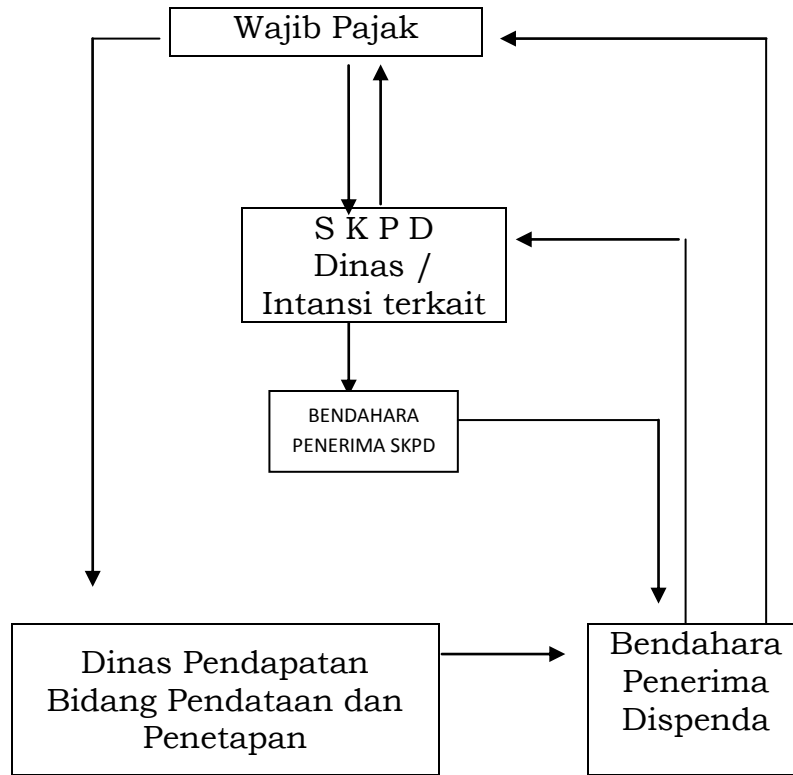 Wajib Pajak
S K P D
Dinas /
Intansi terkait
BENDAHARA
PENERIMA SKPD
Dinas Pendapatan
Bidang Pendataan dan
Penetapan
Bendahara
Penerima
Dispenda